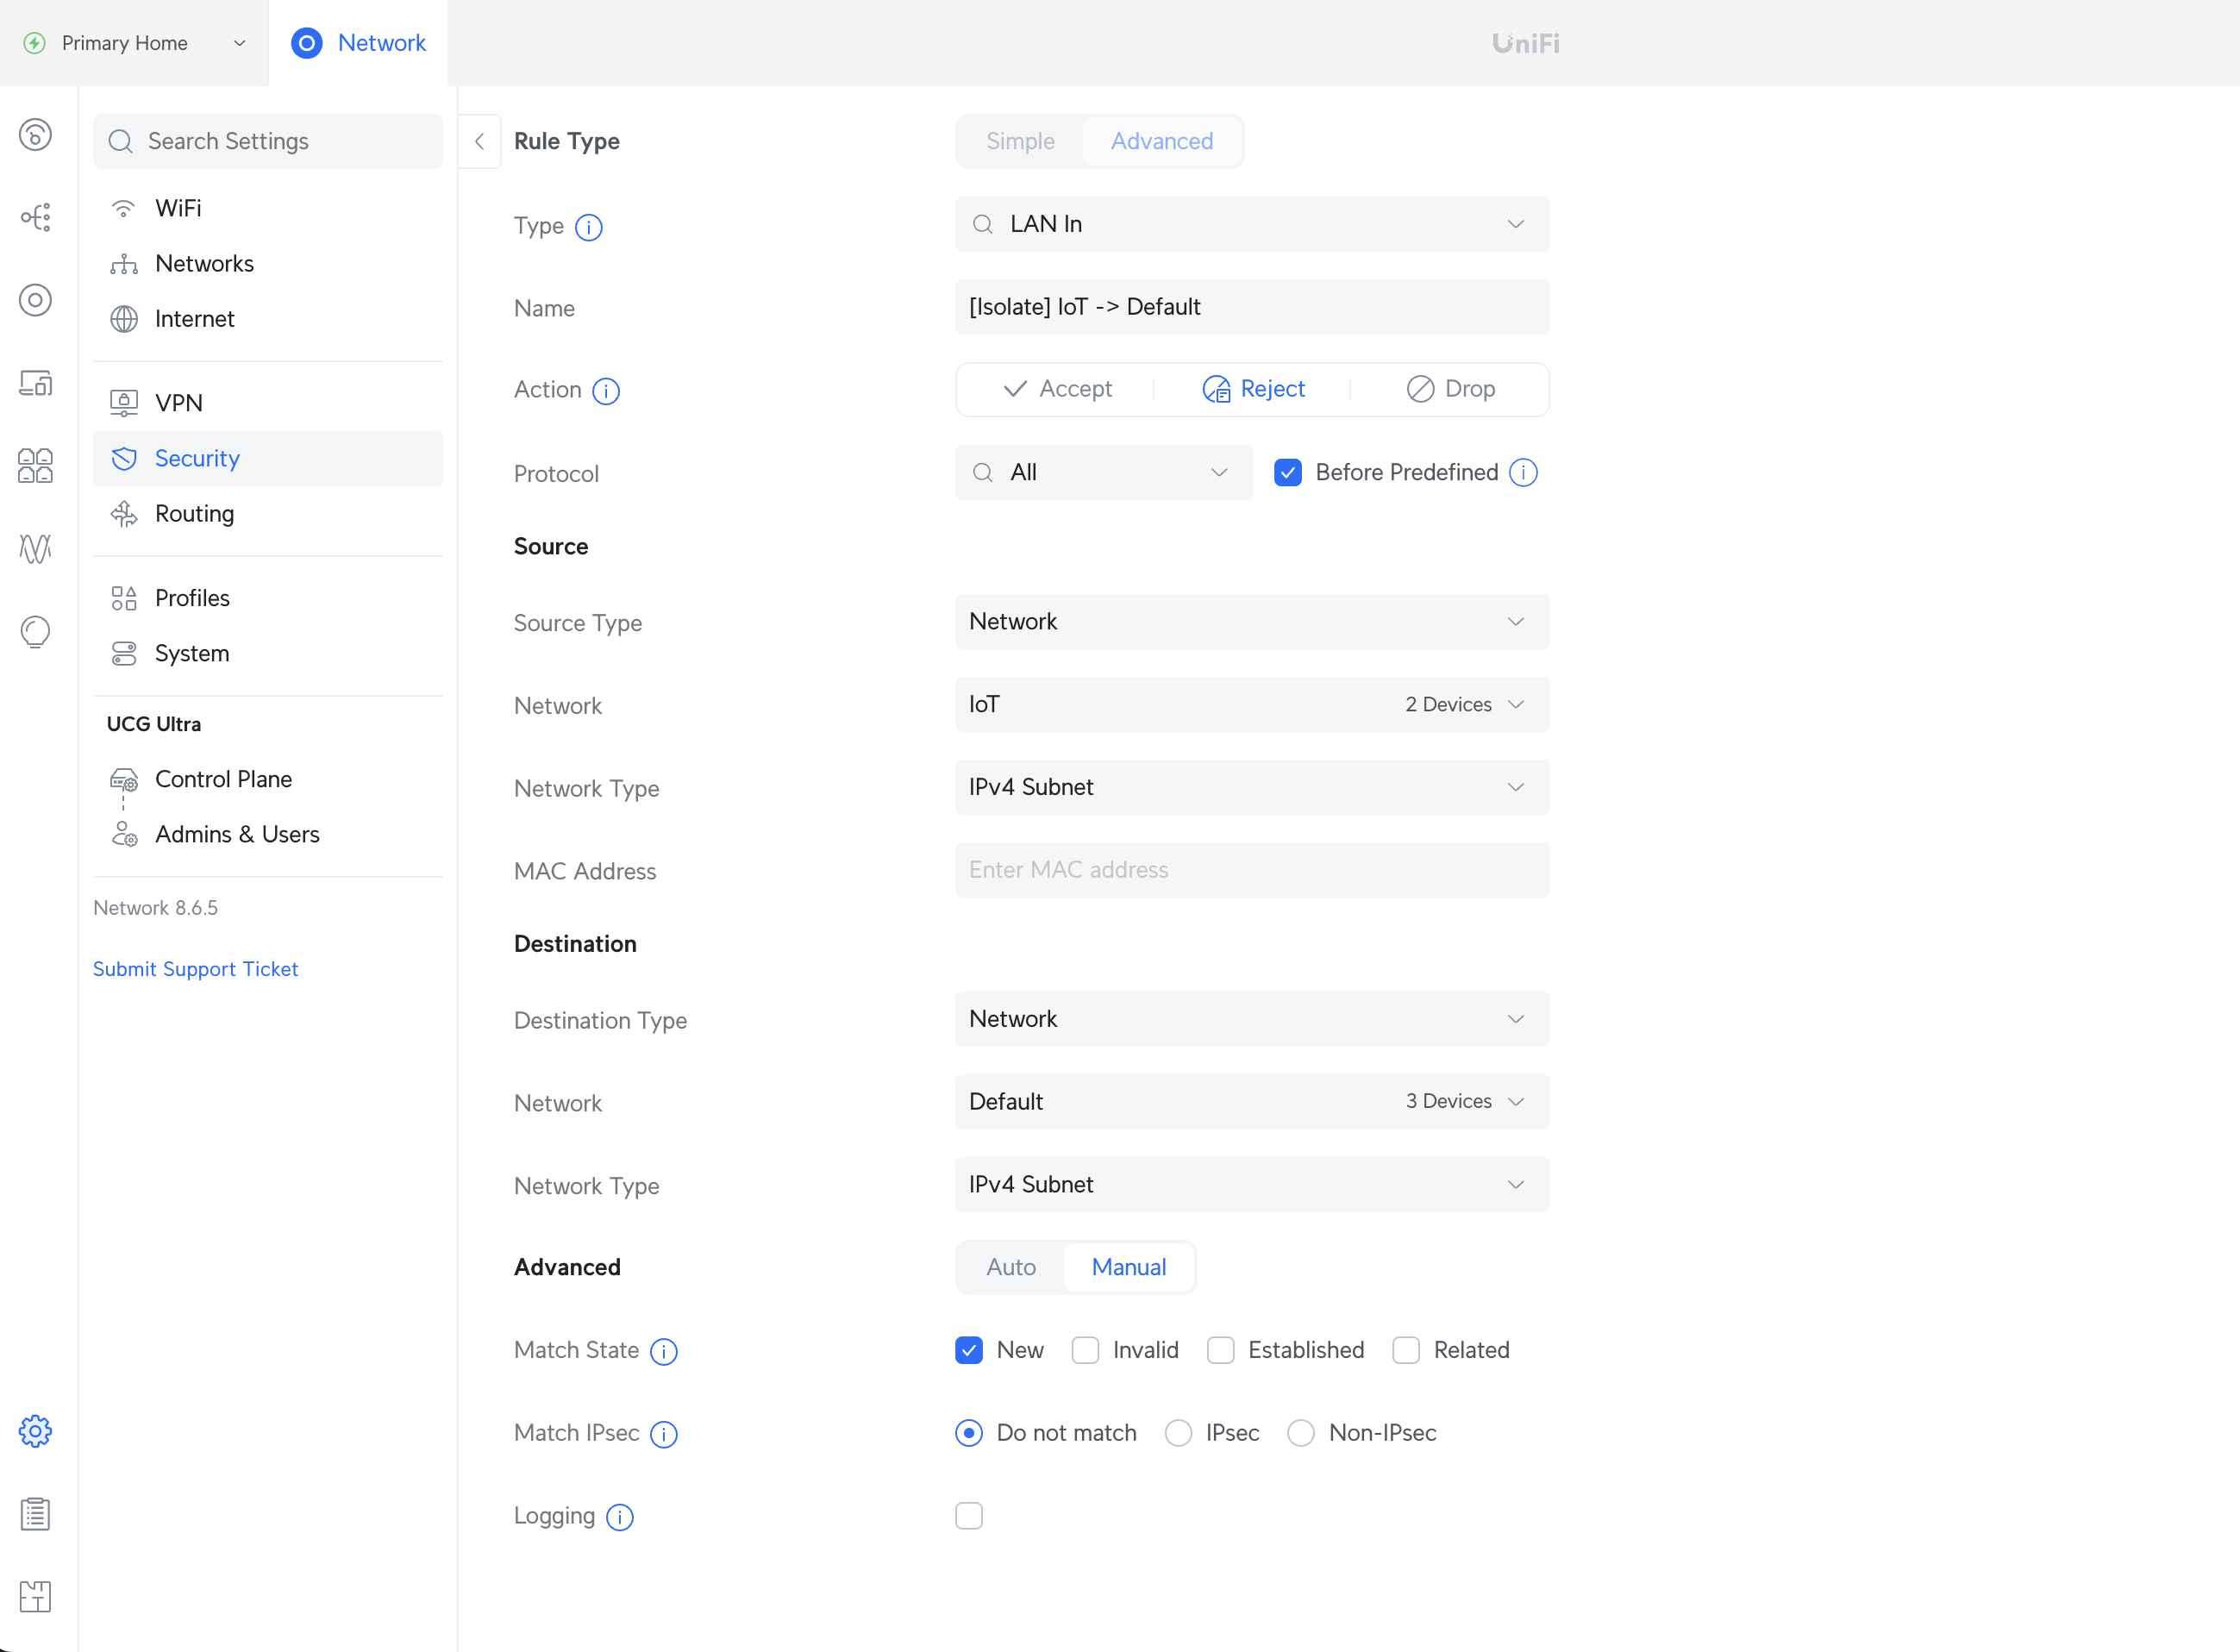 Primary Home
Network
UniFi
Search Settings
WiFi
Networks
Internet
VPN
Security
Routing
Profiles
System
UCG Ultra
Control Plane
Admins & Users
Network 8.6.5
Submit Support Ticket
Rule Type Simple Advanced
Type LAN In
Name [Isolate] IoT -> Default
Action Accept Reject Drop
Protocol All Before Predefined
Source
Source Type Network
Network IoT 2 Devices
Network Type IPv4 Subnet
MAC Address Enter MAC address
Destination
Destination Type Network
Network Default 3 Devices
Network Type IPv4 Subnet
Advanced Auto Manual
Match State New Invalid Established Related
Match IPsec Do not match IPsec Non-IPsec
Logging